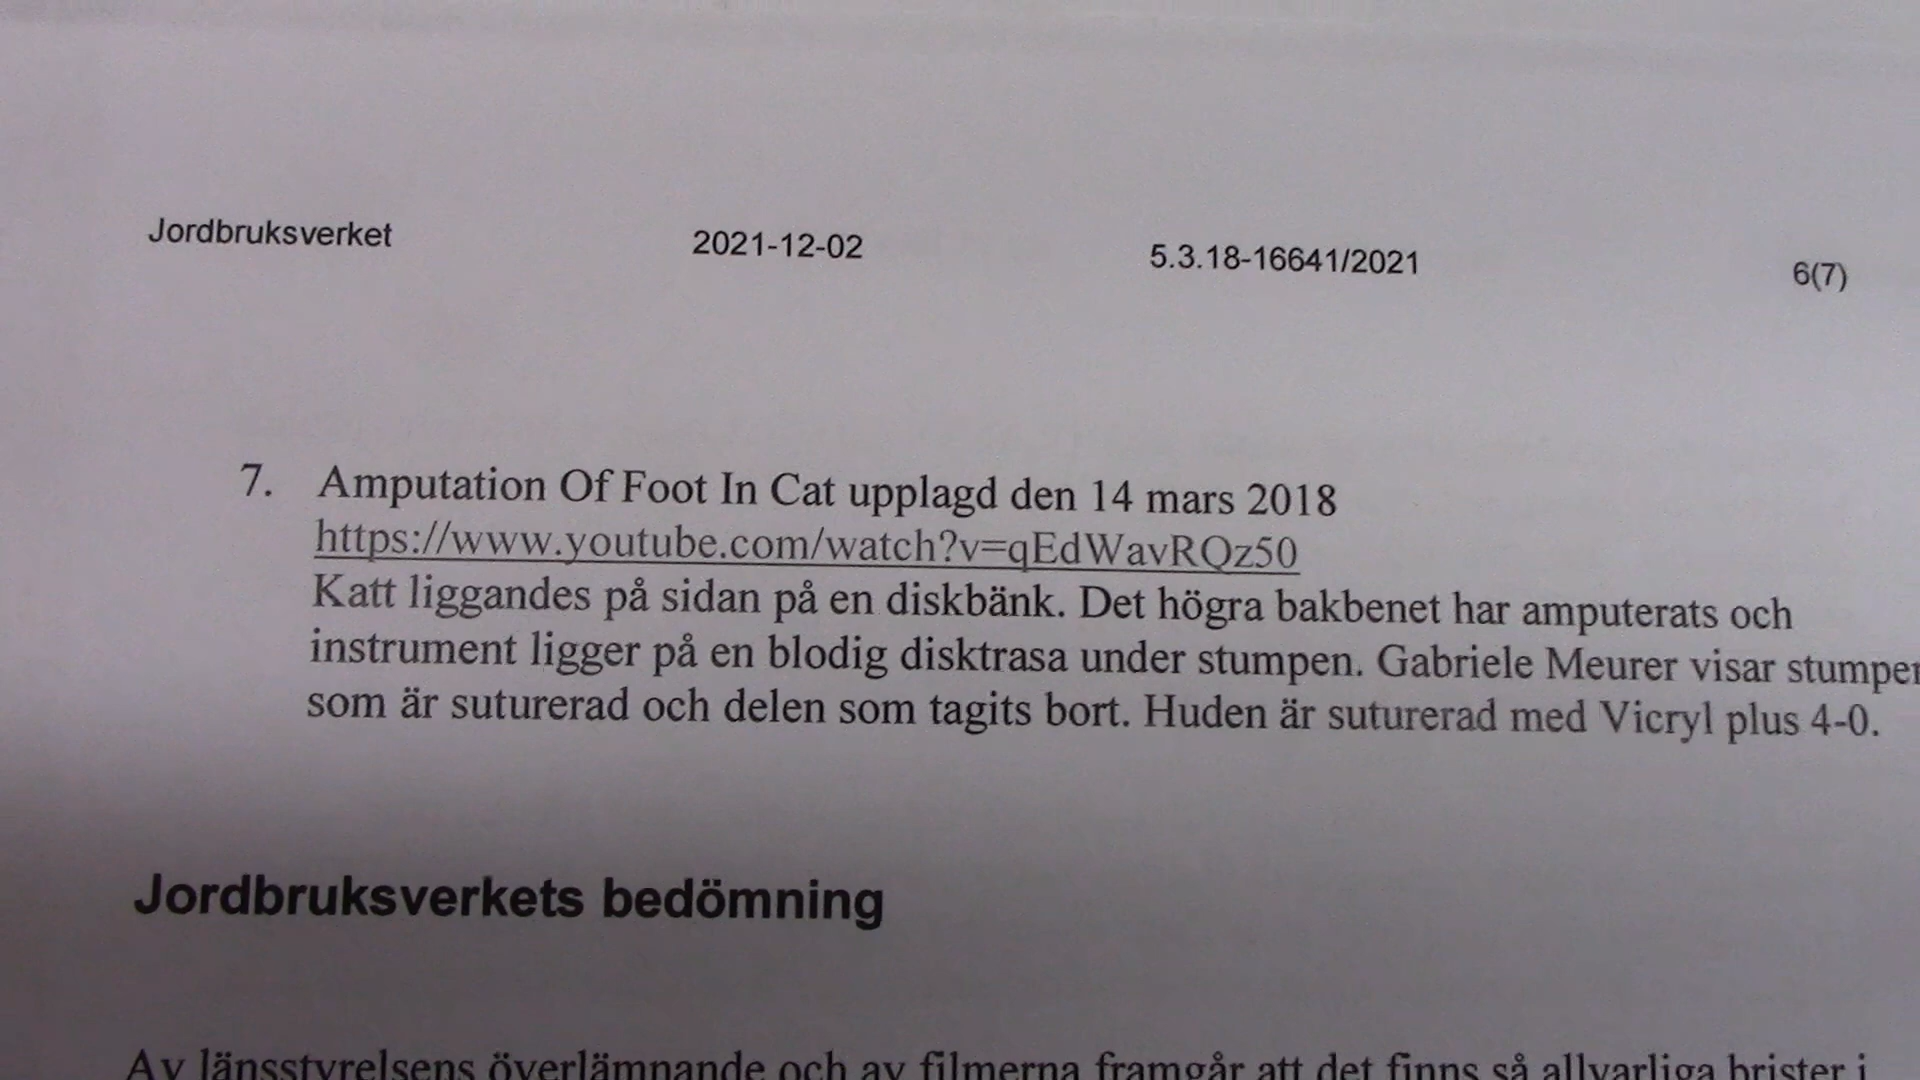 Jordbruksverket 2021-12-02 5.3.18-16641/2021 6(7)
7. Amputation Of Foot In Cat upplagd den 14 mars 2018
https://www.youtube.com/watch?v=qEdWavRQz50
Katt liggandes på sidan på en diskbänk. Det högra bakbenet har amputerats och
instrument ligger på en blodig disktrasa under stumpen. Gabriele Meurer visar stumpen
som är suturerad och delen som tagits bort. Huden är suturerad med Vicryl plus 4-0.
Jordbruksverkets bedömning
Av länsstyrelsens överlämnande och av filmerna framgår att det finns så allvarliga brister i